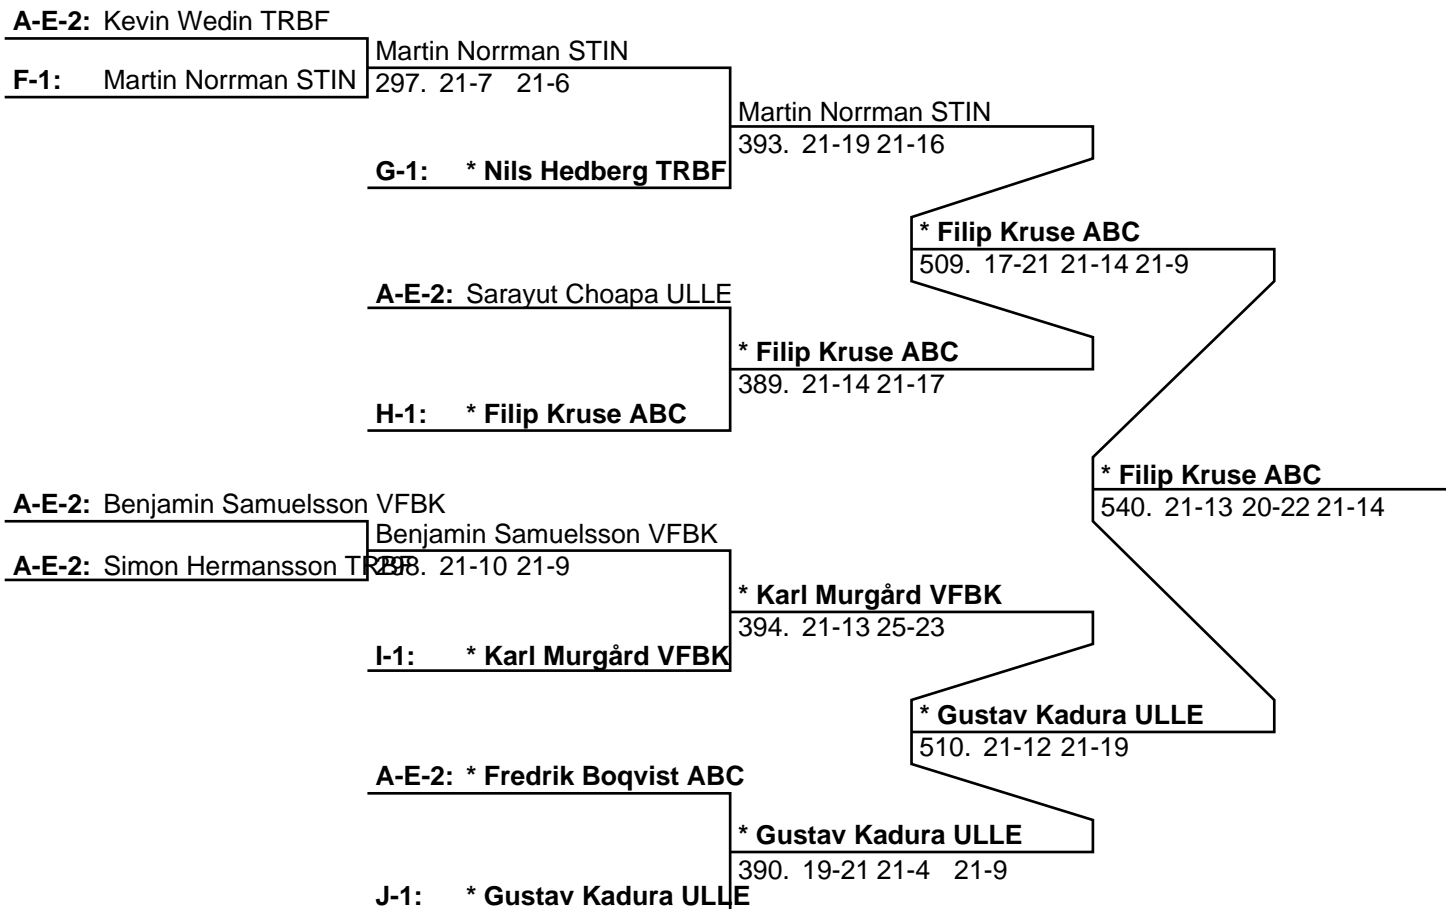 A-E-2: Kevin Wedin TRBF
Martin Norrman STIN
F-1: Martin Norrman STIN
297. 21-7 21-6
Martin Norrman STIN
393. 21-19 21-16
G-1: * Nils Hedberg TRBF
* Filip Kruse ABC
509. 17-21 21-14 21-9
A-E-2: Sarayut Choapa ULLE
* Filip Kruse ABC
389. 21-14 21-17
H-1: * Filip Kruse ABC
* Filip Kruse ABC
540. 21-13 20-22 21-14
A-E-2: Benjamin Samuelsson VFBK
Benjamin Samuelsson VFBK
A-E-2: Simon Hermansson TRBF
298. 21-10 21-9
* Karl Murgård VFBK
394. 21-13 25-23
I-1: * Karl Murgård VFBK
* Gustav Kadura ULLE
510. 21-12 21-19
A-E-2: * Fredrik Boqvist ABC
* Gustav Kadura ULLE
390. 19-21 21-4 21-9
J-1: * Gustav Kadura ULLE